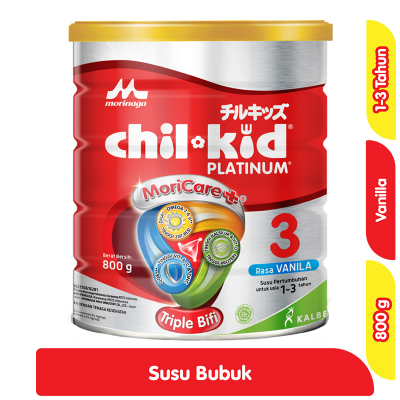 morinaga
チルキッズ
chil•kid®
PLATINUM®
MoriCare+®
3
Rasa VANILA
Susu Pertumbuhan
untuk usia 1-3 tahun
Berat Bersih:
800 g
Triple Bifi
KALBE
1-3 Tahun
Vanilla
800 g
Susu Bubuk